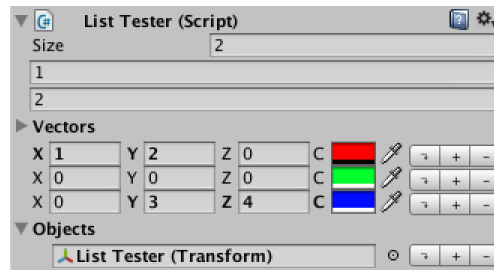 List Tester (Script)
Size 2
1
2
Vectors
X 1 Y 2 Z 0 C + -
X 0 Y 0 Z 0 C + -
X 0 Y 3 Z 4 C + -
Objects
List Tester (Transform) + -